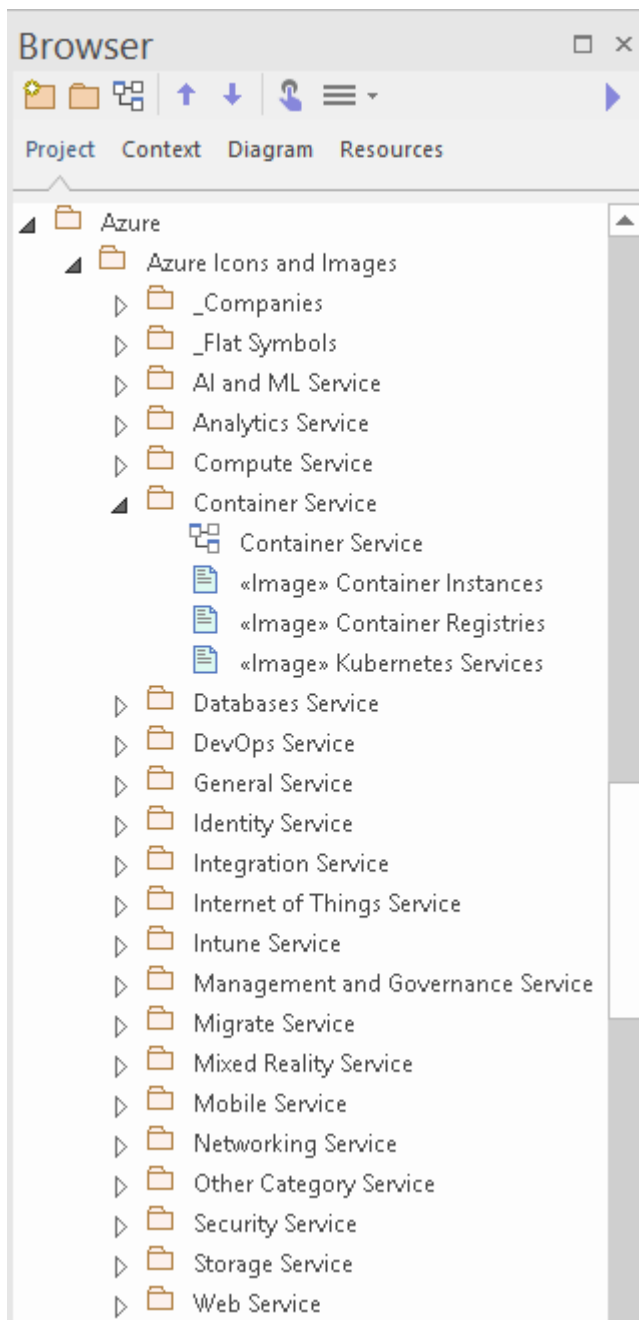 Browser
Project Context Diagram Resources
Azure
Azure Icons and Images
_Companies
_Flat Symbols
AI and ML Service
Analytics Service
Compute Service
Container Service
Container Service
«Image» Container Instances
«Image» Container Registries
«Image» Kubernetes Services
Databases Service
DevOps Service
General Service
Identity Service
Integration Service
Internet of Things Service
Intune Service
Management and Governance Service
Migrate Service
Mixed Reality Service
Mobile Service
Networking Service
Other Category Service
Security Service
Storage Service
Web Service